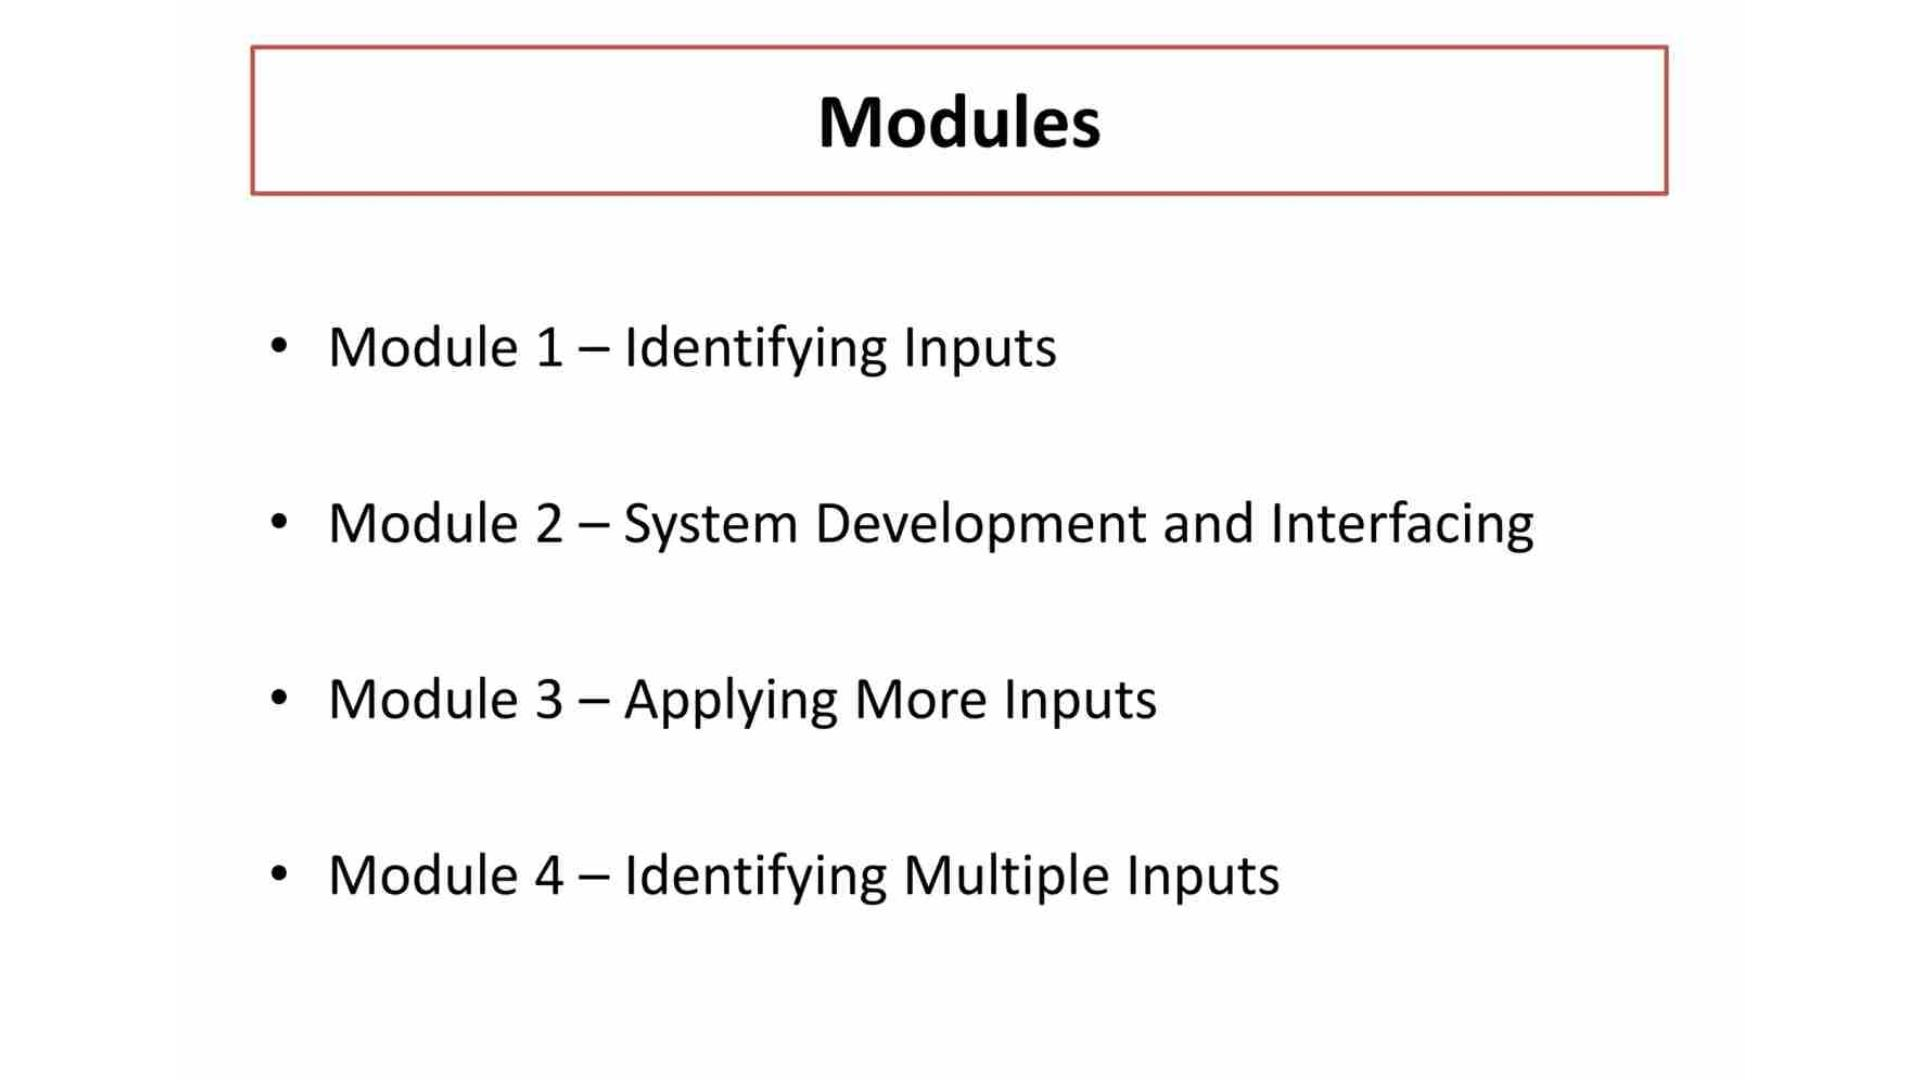 Modules
• Module 1 – Identifying Inputs
• Module 2 – System Development and Interfacing
• Module 3 – Applying More Inputs
• Module 4 – Identifying Multiple Inputs